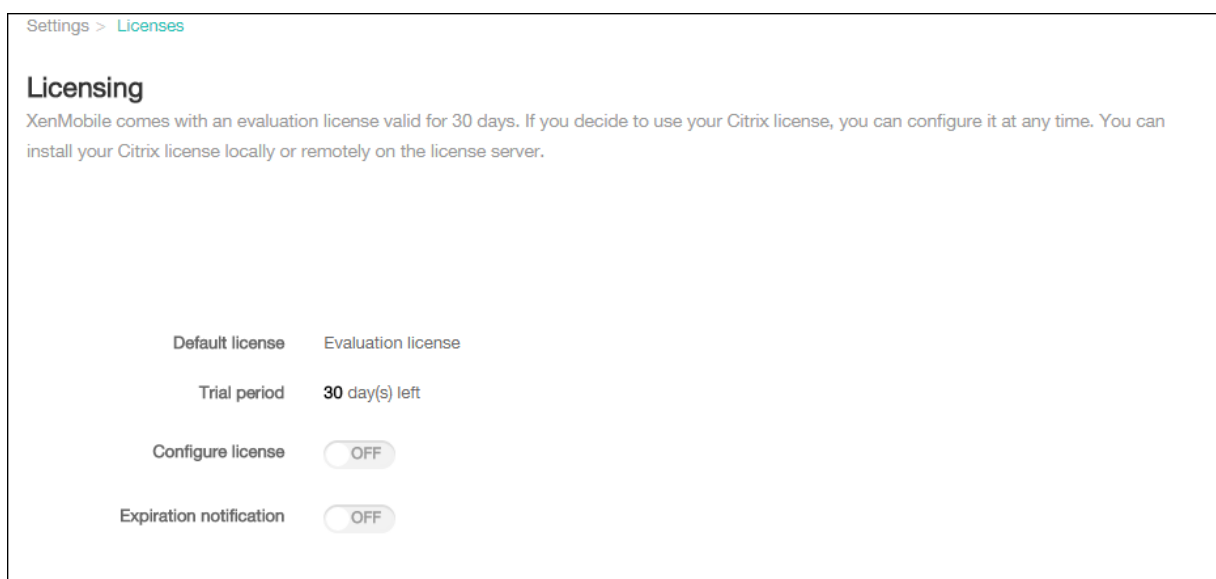 Settings > Licenses
Licensing
XenMobile comes with an evaluation license valid for 30 days. If you decide to use your Citrix license, you can configure it at any time. You can
install your Citrix license locally or remotely on the license server.
Default license Evaluation license
Trial period 30 day(s) left
Configure license OFF
Expiration notification OFF